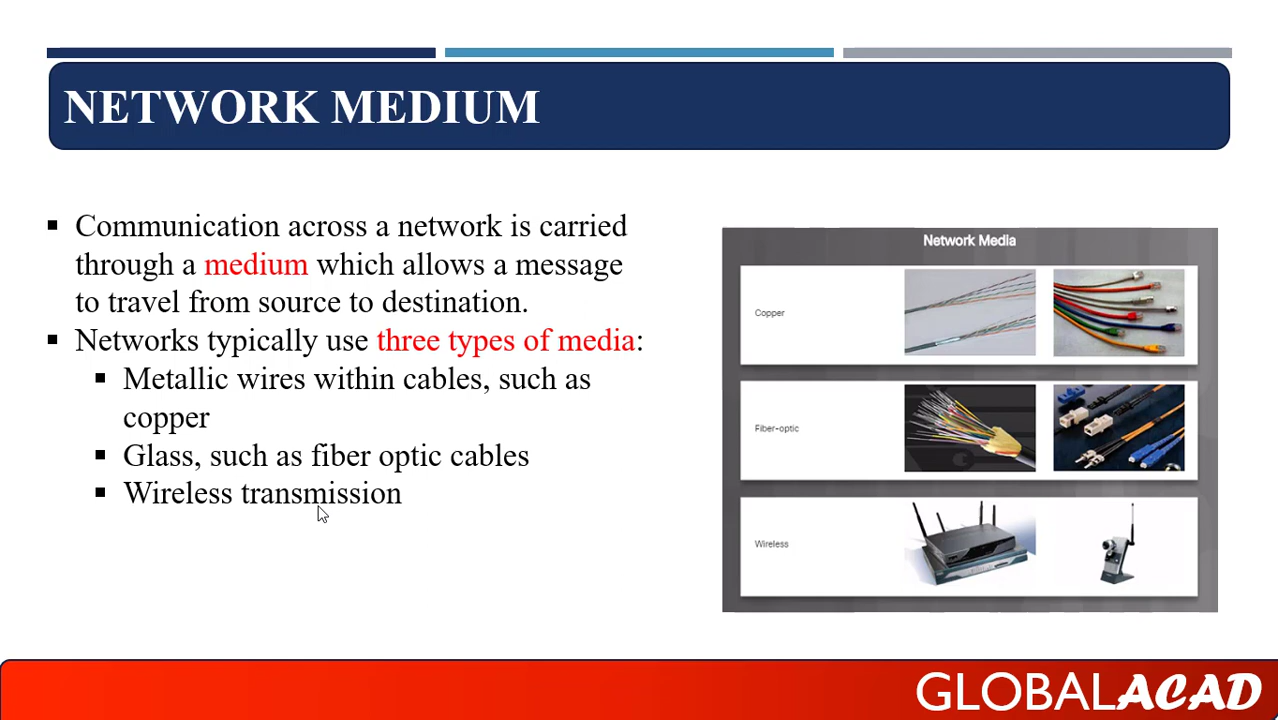 NETWORK MEDIUM
Communication across a network is carried
through a medium which allows a message
to travel from source to destination.
Networks typically use three types of media:
Metallic wires within cables, such as
copper
Glass, such as fiber optic cables
Wireless transmission
Network Media
Copper
Fiber-optic
Wireless
GLOBALACAD